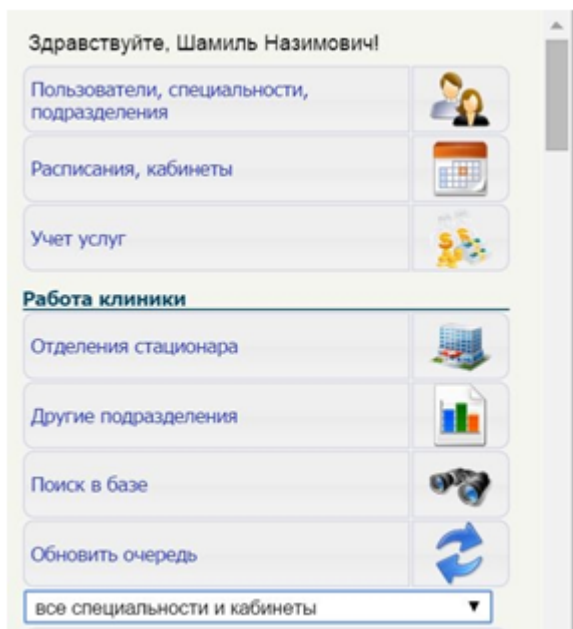 Здравствуйте, Шамиль Назимович!
Пользователи, специальности,
подразделения
Расписания, кабинеты
Учет услуг
Работа клиники
Отделения стационара
Другие подразделения
Поиск в базе
Обновить очередь
все специальности и кабинеты